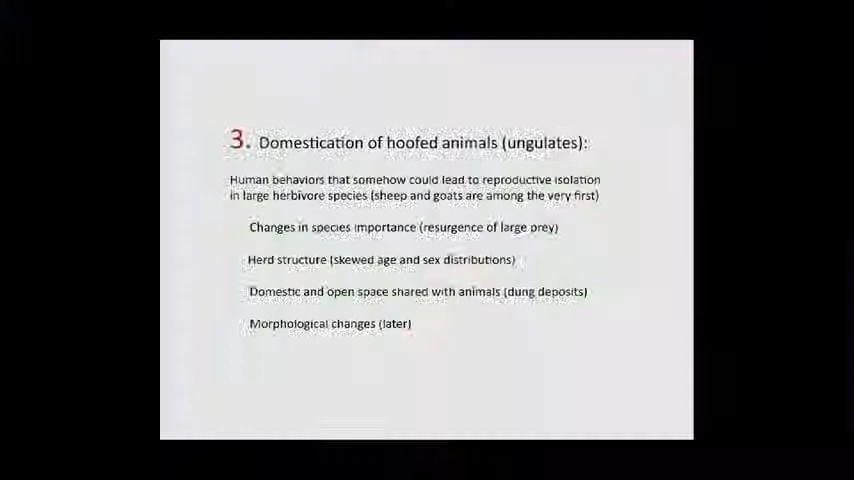 3. Domestication of hoofed animals (ungulates):
Human behaviors that somehow could lead to reproductive isolation
in large herbivore species (sheep and goats are among the very first)
Changes in species importance (resurgence of large prey)
Herd structure (skewed age and sex distributions)
Domestic and open space shared with animals (dung deposits)
Morphological changes (later)